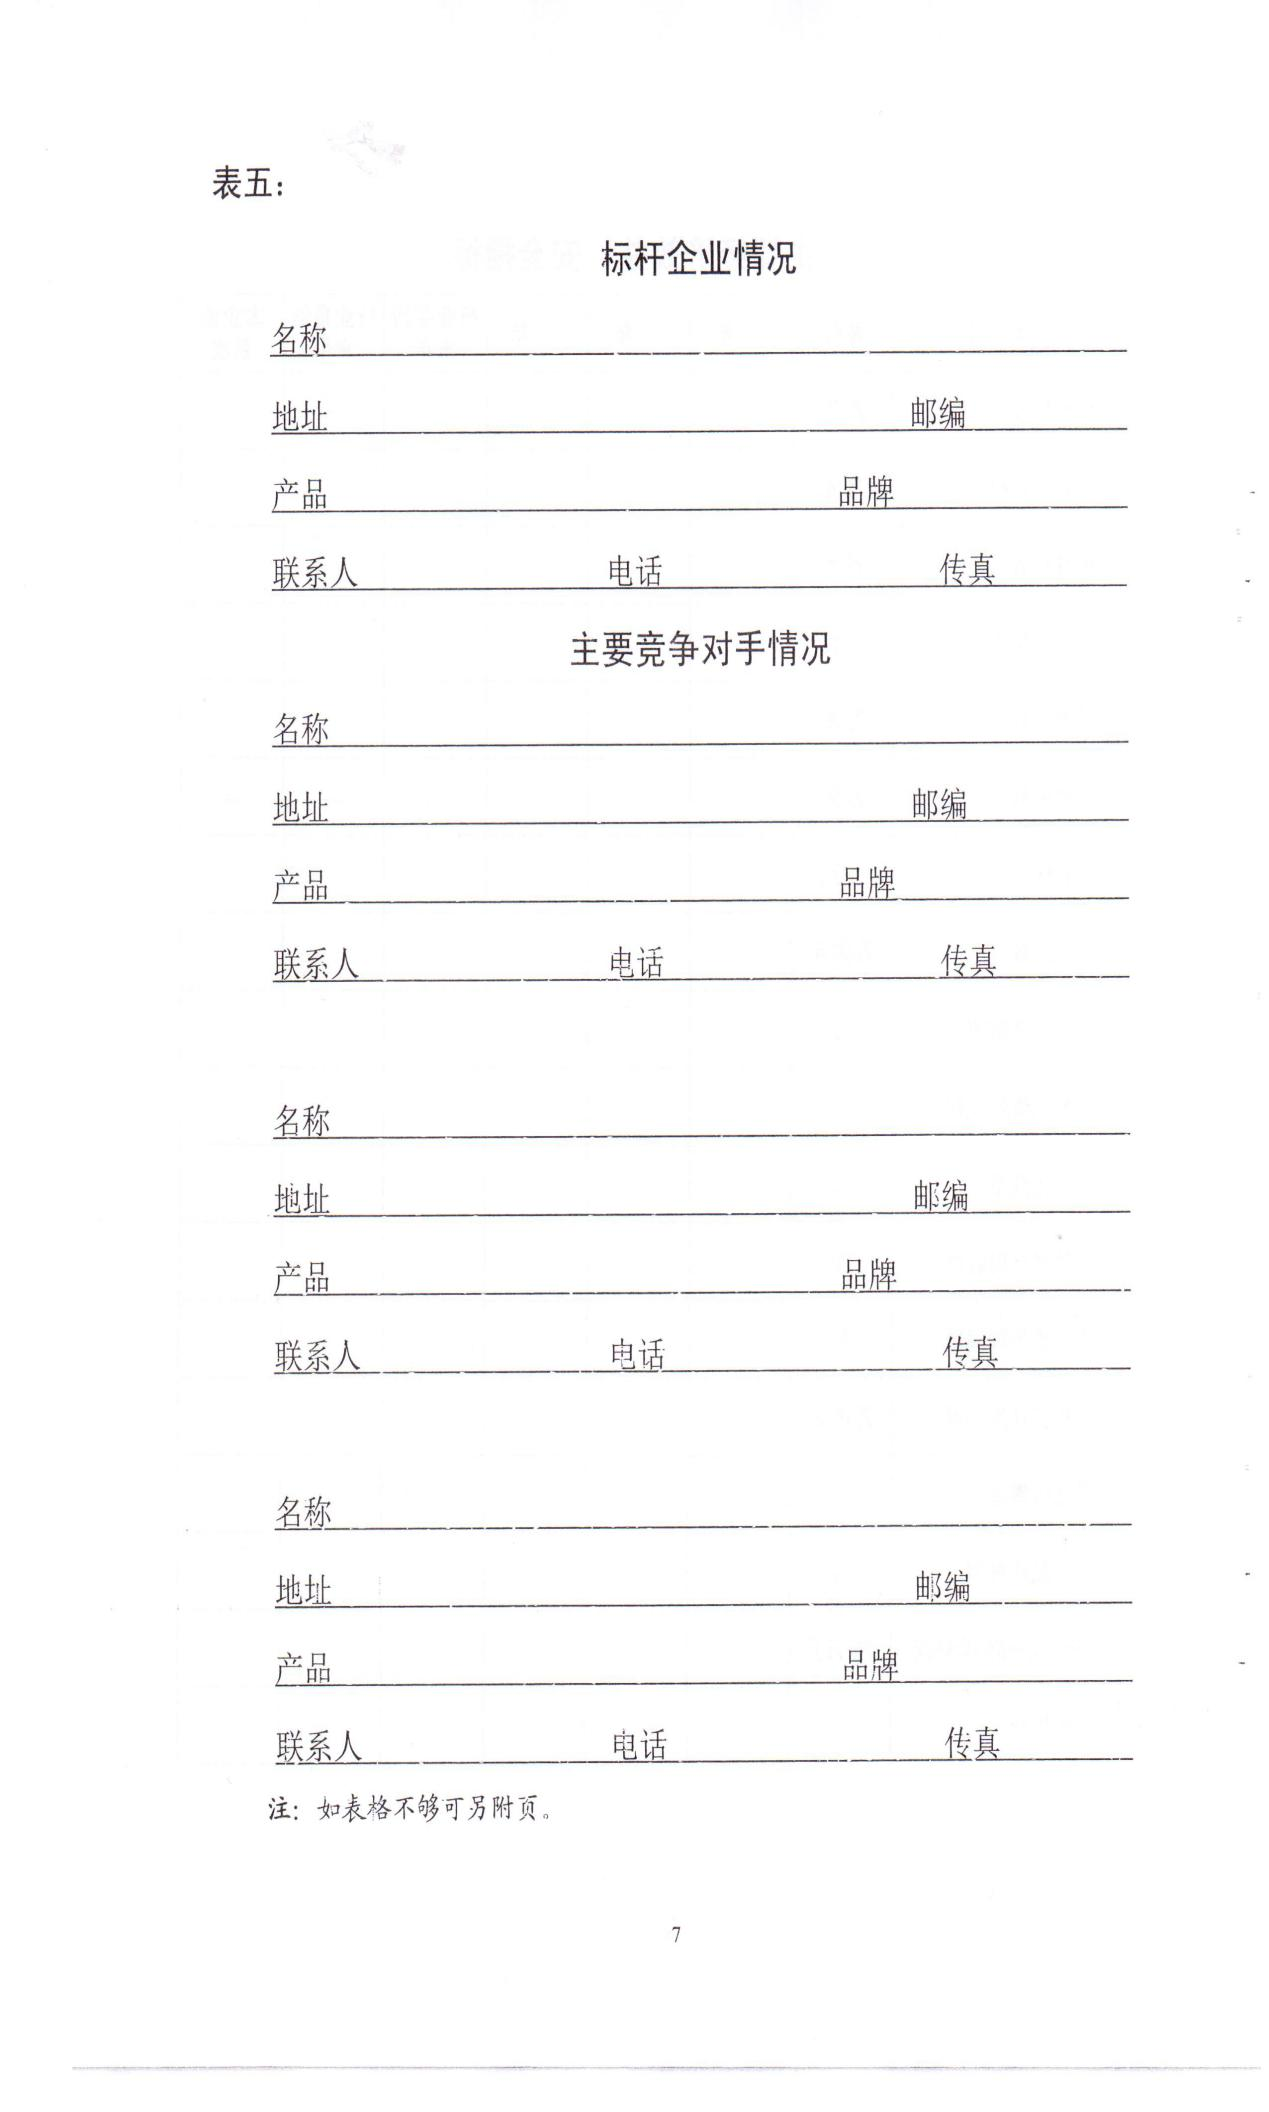 表五：
标杆企业情况
名称
地址 邮编
产品 品牌
联系人 电话 传真
主要竞争对手情况
名称
地址 邮编
产品 品牌
联系人 电话 传真
名称
地址 邮编
产品 品牌
联系人 电话 传真
名称
地址 邮编
产品 品牌
联系人 电话 传真
注：如表格不够可另附页。
7